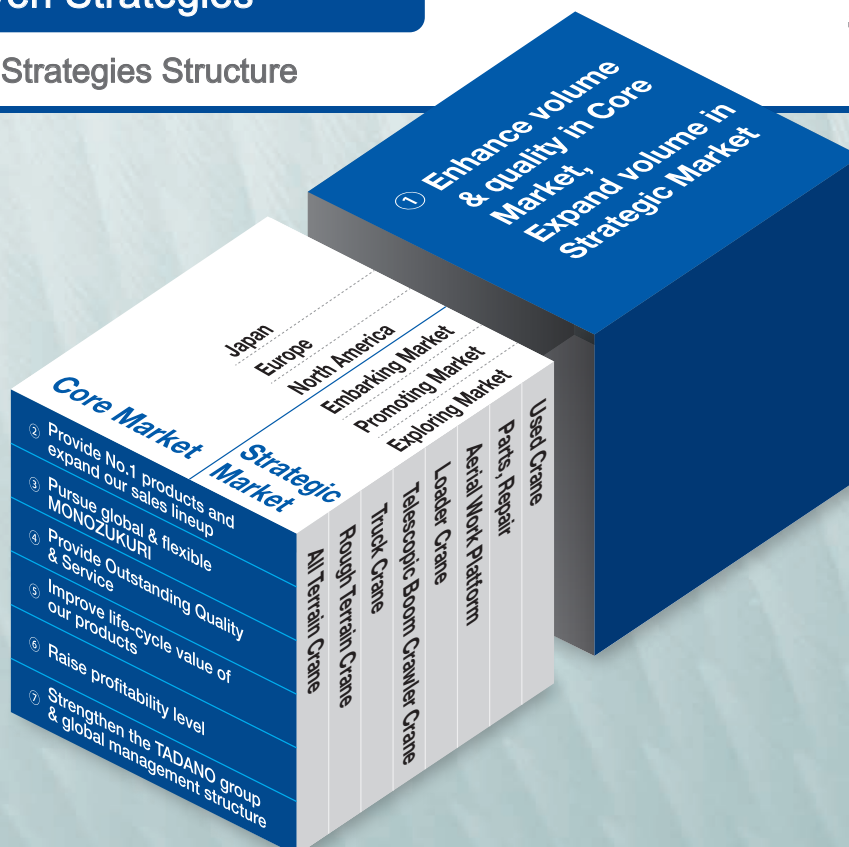 Strategies
Strategies Structure
① Enhance volume
& quality in Core
Market,
Expand volume in
Strategic Market
Japan
Europe
North America
Embarking Market
Promoting Market
Exploring Market
Core Market
Strategic
Market
② Provide No.1 products and
expand our sales lineup
③ Pursue global & flexible
MONOZUKURI
④ Provide Outstanding Quality
& Service
⑤ Improve life-cycle value of
our products
⑥ Raise profitability level
⑦ Strengthen the TADANO group
& global management structure
All Terrain Crane
Rough Terrain Crane
Truck Crane
Telescopic Boom Crawler Crane
Loader Crane
Aerial Work Platform
Parts, Repair
Used Crane